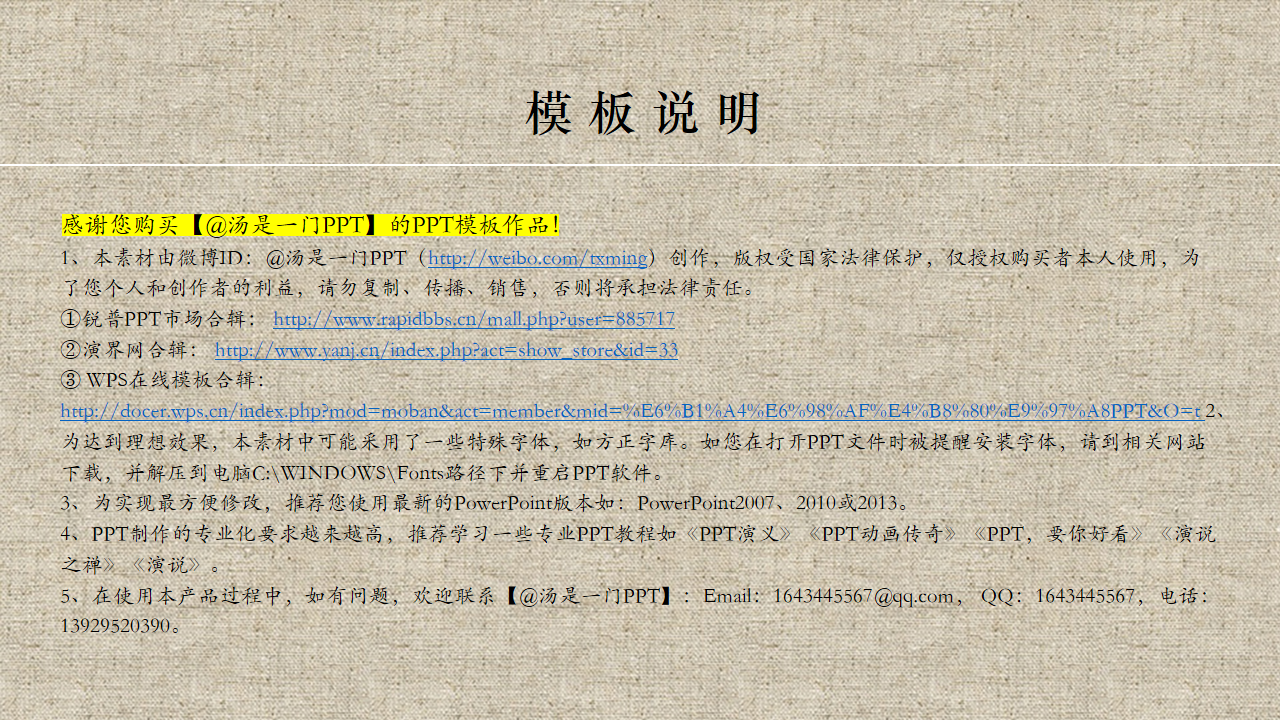 模板说明
感谢您购买【@汤是一门PPT】的PPT模板作品！
1、本素材由微博ID：@汤是一门PPT（http://weibo.com/txming）创作，版权受国家法律保护，仅授权购买者本人使用，为
了您个人和创作者的利益，请勿复制、传播、销售，否则将承担法律责任。
①锐普PPT市场合辑： http://www.rapidbbs.cn/mall.php?user=885717
②演界网合辑： http://www.yanj.cn/index.php?act=show_store&id=33
③ WPS在线模板合辑：
http://docer.wps.cn/index.php?mod=moban&act=member&mid=%E6%B1%A4%E6%98%AF%E4%B8%80%E9%97%A8PPT&O=t 2、
为达到理想效果，本素材中可能采用了一些特殊字体，如方正字库。如您在打开PPT文件时被提醒安装字体，请到相关网站
下载，并解压到电脑C:\WINDOWS\Fonts路径下并重启PPT软件。
3、为实现最方便修改，推荐您使用最新的PowerPoint版本如：PowerPoint2007、2010或2013。
4、PPT制作的专业化要求越来越高，推荐学习一些专业PPT教程如《PPT演义》《PPT动画传奇》《PPT，要你好看》《演说
之禅》《演说》。
5、在使用本产品过程中，如有问题，欢迎联系【@汤是一门PPT】：Email：1643445567@qq.com， QQ：1643445567，电话：
13929520390。